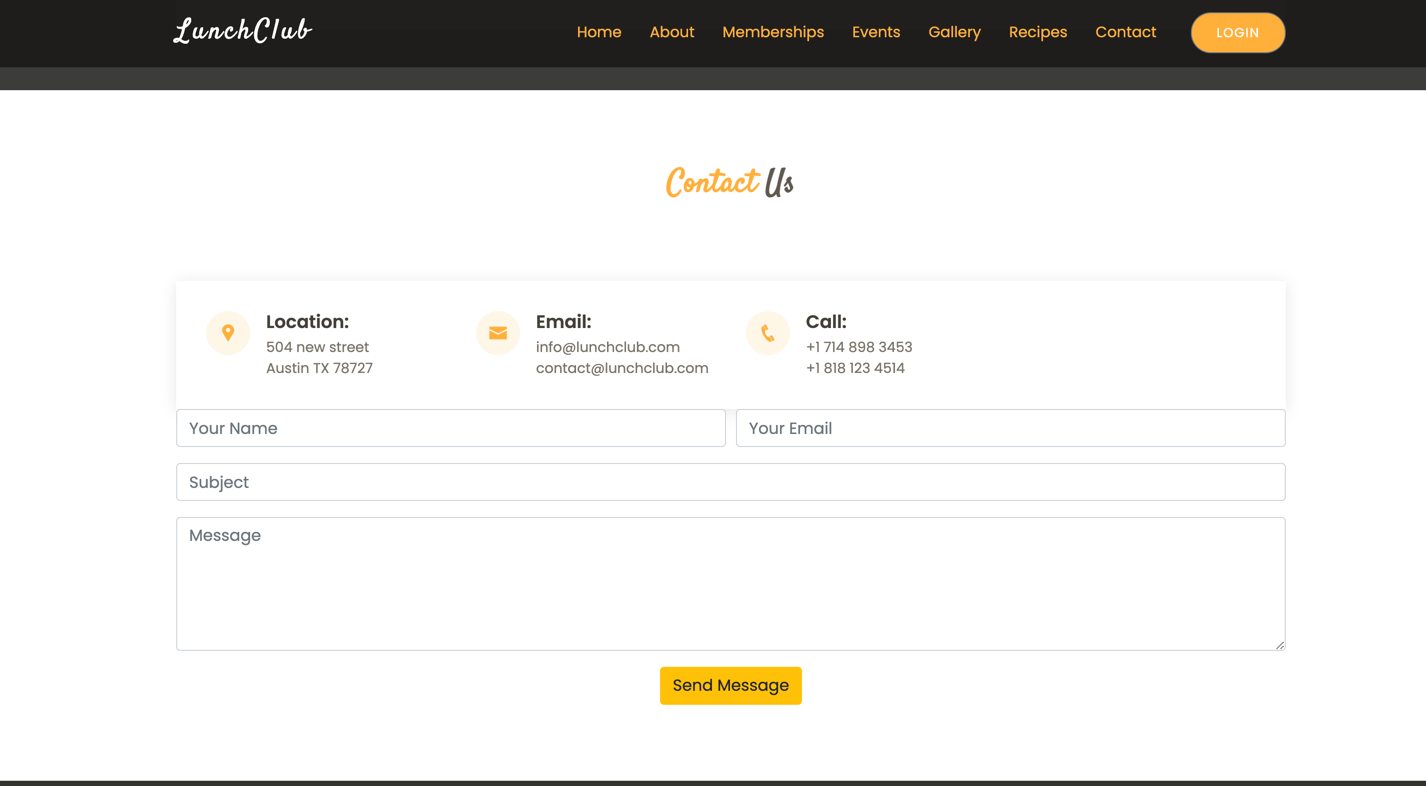 LunchClub
Home About Memberships Events Gallery Recipes Contact LOGIN
Contact Us
Location: Email: Call:
504 new street info@lunchclub.com +1 714 898 3453
Austin TX 78727 contact@lunchclub.com +1 818 123 4514
Your Name Your Email
Subject
Message
Send Message